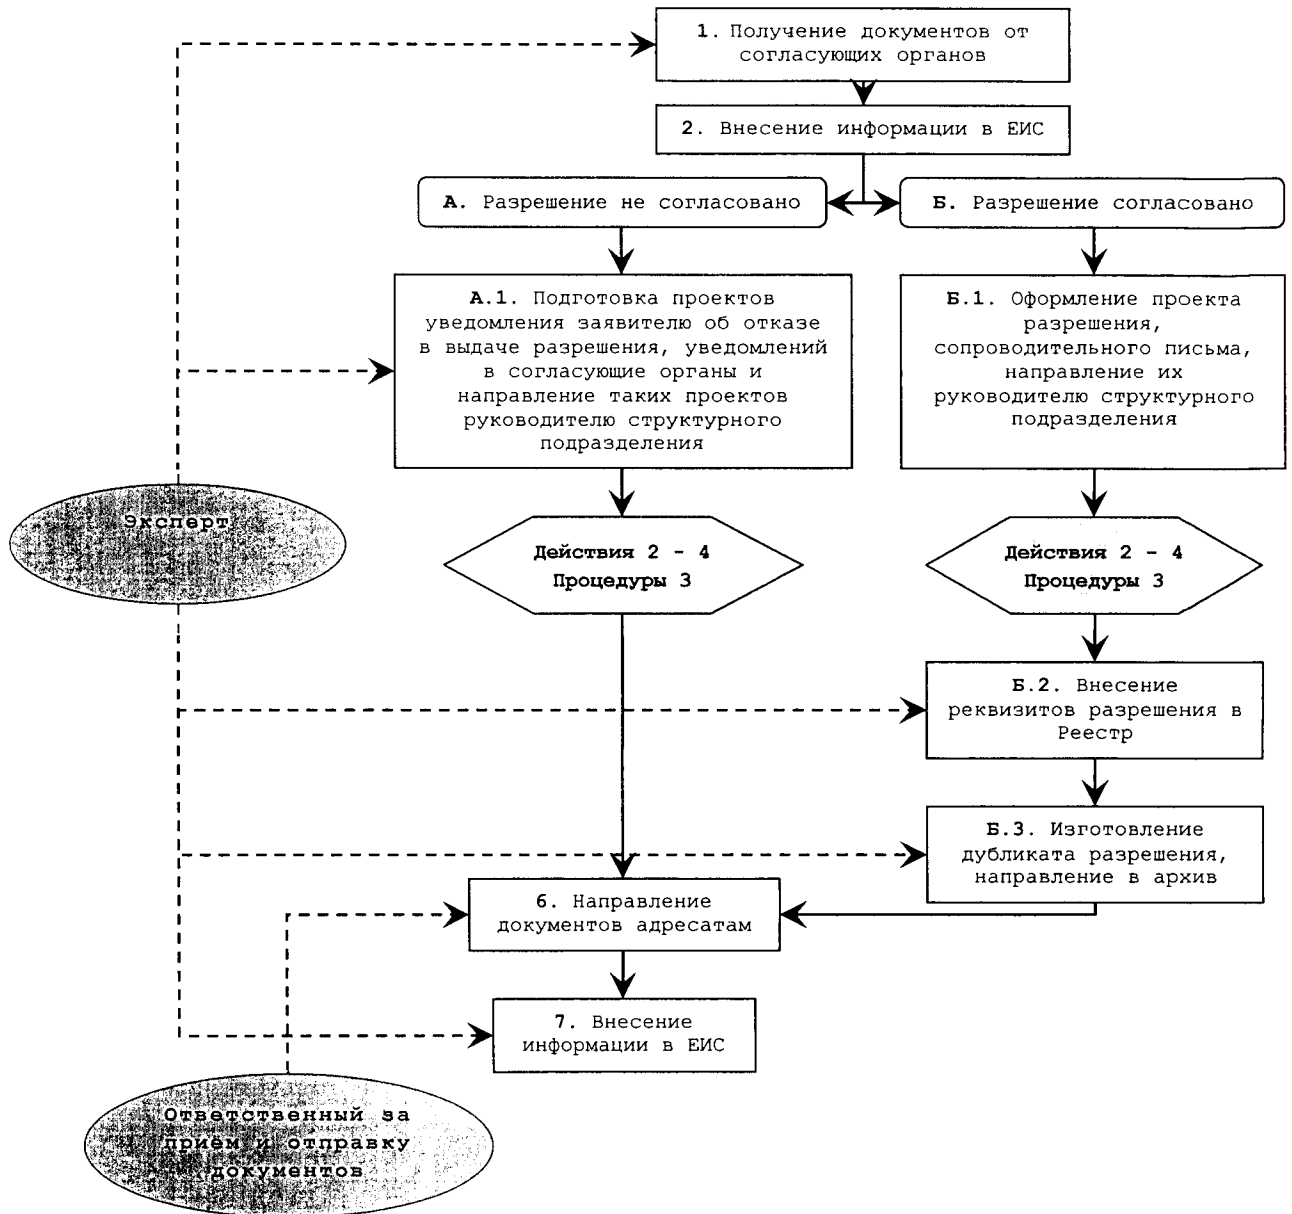 1. Получение документов от
согласующих органов
2. Внесение информации в ЕИС
А. Разрешение не согласовано
Б. Разрешение согласовано
А.1. Подготовка проектов
уведомления заявителю об отказе
в выдаче разрешения, уведомлений
в согласующие органы и
направление таких проектов
руководителю структурного
подразделения
Б.1. Оформление проекта
разрешения,
сопроводительного письма,
направление их
руководителю структурного
подразделения
Эксперт
Действия 2 - 4
Процедуры 3
Действия 2 - 4
Процедуры 3
Б.2. Внесение
реквизитов разрешения в
Реестр
Б.3. Изготовление
дубликата разрешения,
направление в архив
6. Направление
документов адресатам
7. Внесение
информации в ЕИС
Ответственный за
прием и отправку
документов